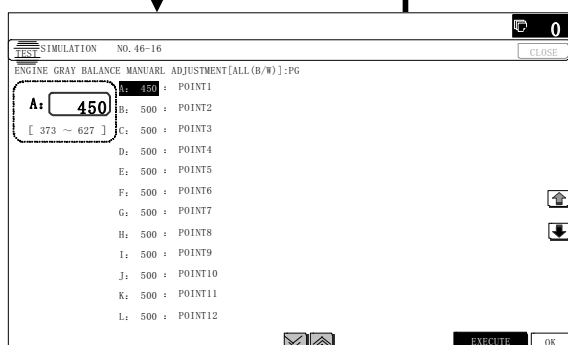 0
TEST SIMULATION NO. 46-16
CLOSE
ENGINE GRAY BALANCE MANUARL ADJUSTMENT[ALL(B/W)]:PG
A: 450
[ 373 ~ 627 ]
A: 450 : POINT1
B: 500 : POINT2
C: 500 : POINT3
D: 500 : POINT4
E: 500 : POINT5
F: 500 : POINT6
G: 500 : POINT7
H: 500 : POINT8
I: 500 : POINT9
J: 500 : POINT10
K: 500 : POINT11
L: 500 : POINT12
EXECUTE OK